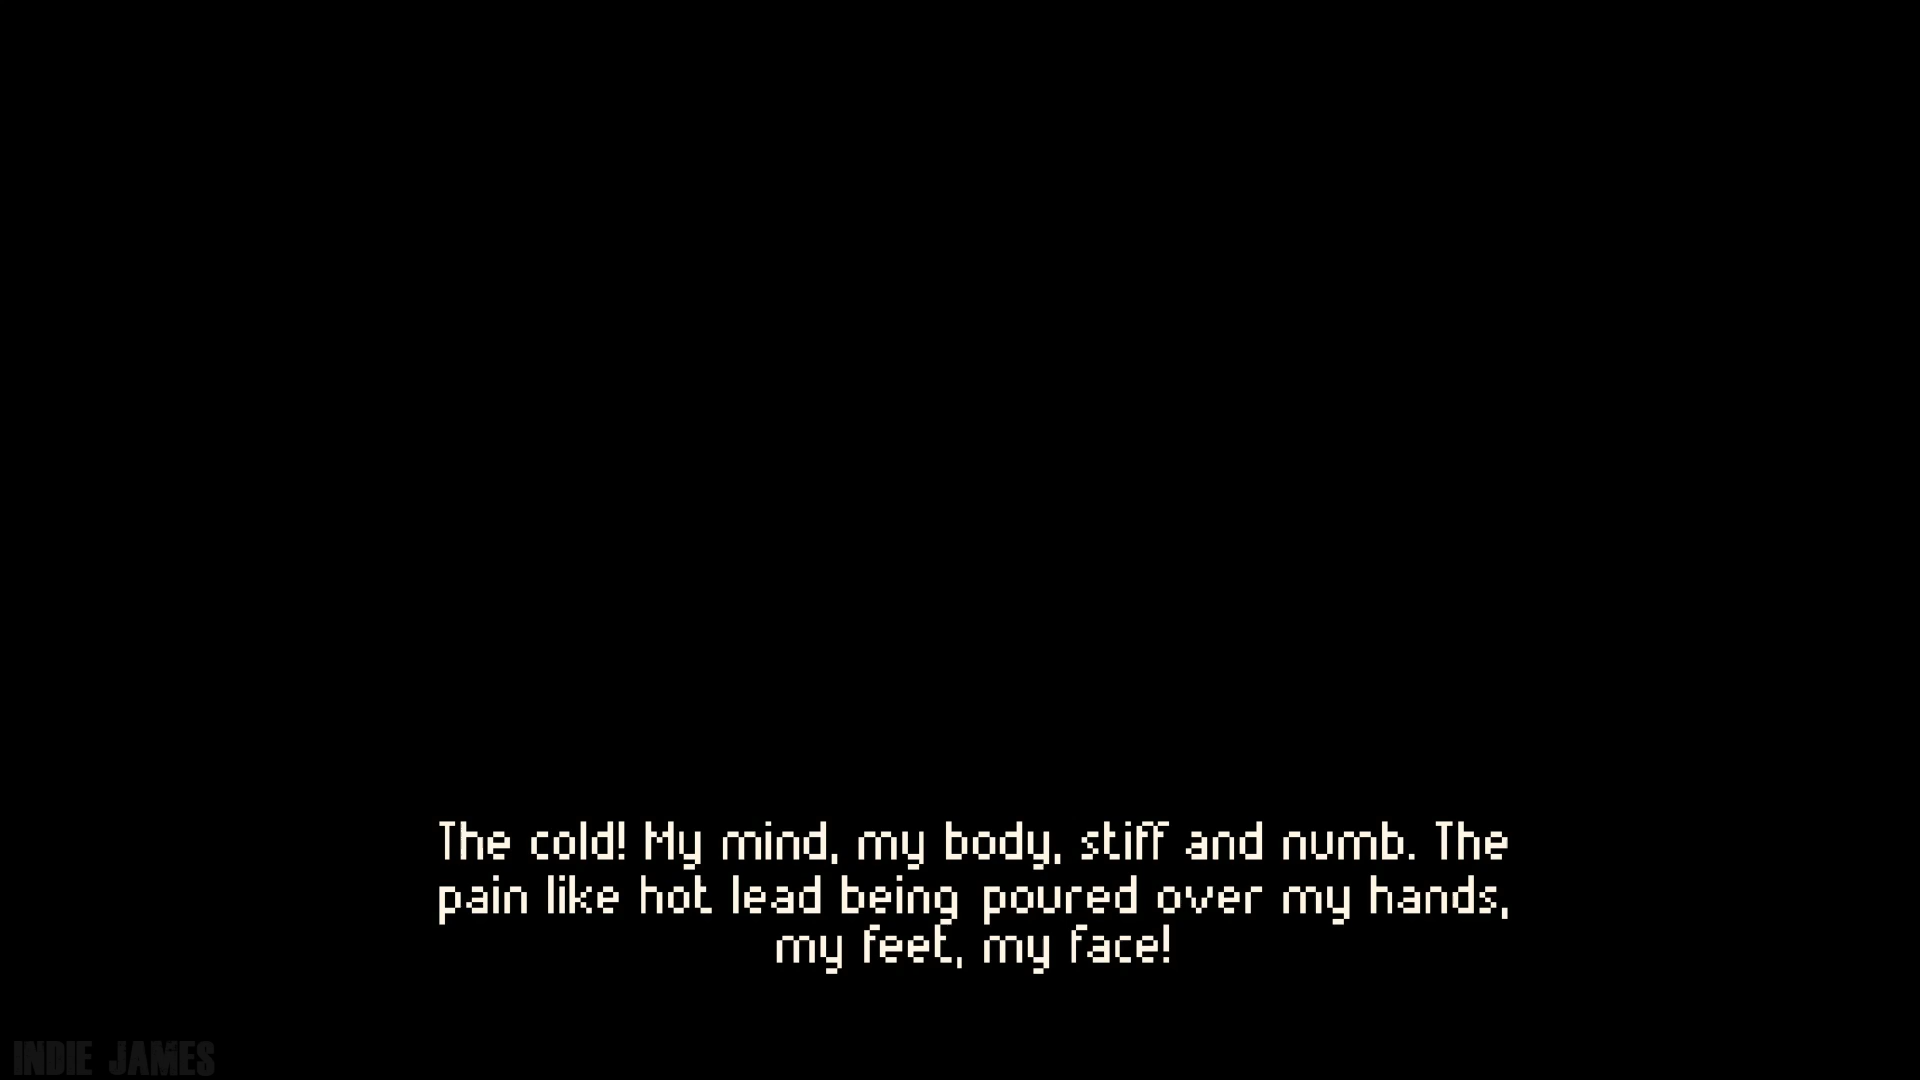 The cold! My mind, my body, stiff and numb. The
pain like hot lead being poured over my hands,
my feet, my face!
INDIE JAMES